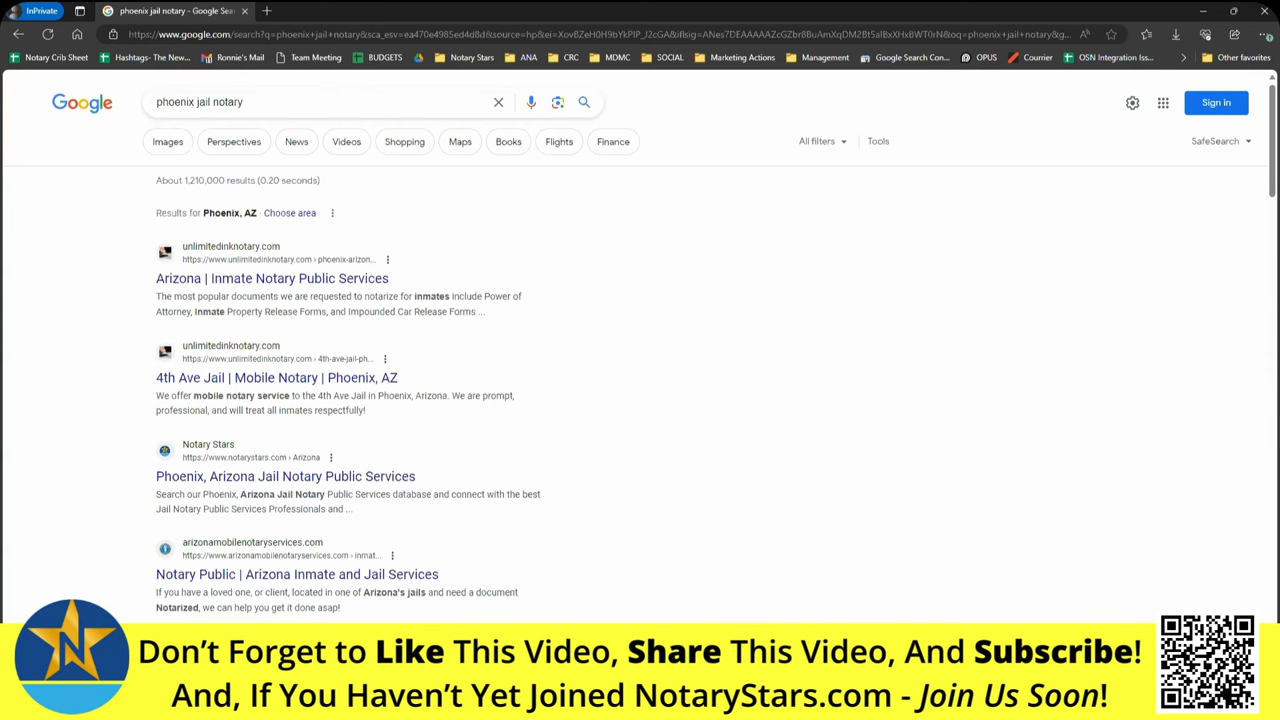 InPrivate
phoenix jail notary - Google Sea
Notary Crib Sheet
Hashtags- The New...
Ronnie's Mail
Team Meeting
BUDGETS
Notary Stars
ANA
CRC
MDMC
SOCIAL
Marketing Actions
Management
Google Search Con...
OPUS
Courrier
OSN Integration Iss...
Other favorites
Google
phoenix jail notary
Sign in
Images
Perspectives
News
Videos
Shopping
Maps
Books
Flights
Finance
All filters
Tools
SafeSearch
About 1,210,000 results (0.20 seconds)
Results for Phoenix, AZ · Choose area
unlimitedinknotary.com
https://www.unlimitedinknotary.com › phoenix-arizon...
Arizona | Inmate Notary Public Services
The most popular documents we are requested to notarize for inmates include Power of
Attorney, Inmate Property Release Forms, and Impounded Car Release Forms ...
unlimitedinknotary.com
https://www.unlimitedinknotary.com › 4th-ave-jail-ph...
4th Ave Jail | Mobile Notary | Phoenix, AZ
We offer mobile notary service to the 4th Ave Jail in Phoenix, Arizona. We are prompt,
professional, and will treat all inmates respectfully!
Notary Stars
https://www.notarystars.com › Arizona
Phoenix, Arizona Jail Notary Public Services
Search our Phoenix, Arizona Jail Notary Public Services database and connect with the best
Jail Notary Public Services Professionals and ...
arizonamobilenotaryservices.com
https://www.arizonamobilenotaryservices.com › inmat...
Notary Public | Arizona Inmate and Jail Services
If you have a loved one, or client, located in one of Arizona's jails and need a document
Notarized, we can help you get it done asap!
N
Don't Forget to Like This Video, Share This Video, And Subscribe!
And, If You Haven't Yet Joined NotaryStars.com - Join Us Soon!